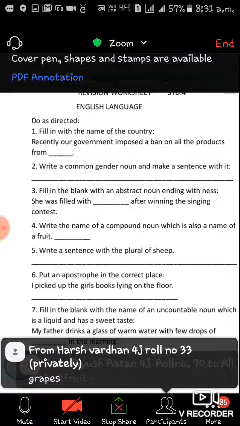 57% 8:31 a.m.
Zoom
End
Cover pen, shapes and stamps are available
PDF Annotation
REVISION WORKSHEET STD.4
ENGLISH LANGUAGE
Do as directed:
1. Fill in with the name of the country:
Recently our government imposed a ban on all the products
from ______.
2. Write a common gender noun and make a sentence with it:
3. Fill in the blank with an abstract noun ending with ness:
She was filled with _________ after winning the singing
contest.
4. Write the name of a compound noun which is also a name of
a fruit. _________
5. Write a sentence with the plural of sheep.
6. Put an apostrophe in the correct place:
I picked up the girls books lying on the floor.
7. Fill in the blank with the name of an uncountable noun which
is a liquid and has a sweet taste:
My father drinks a glass of warm water with few drops of
in the morning.
From Harsh vardhan 4j roll no 33
(privately)
grapes
Mute
Start Video
Stop Share
Participants
85
V RECORDER